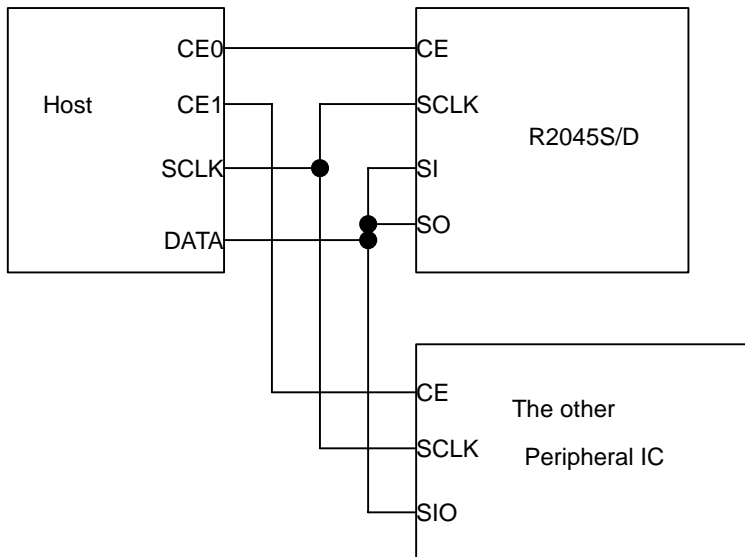 CE0
CE1
SCLK
DATA
Host
CE
SCLK
SI
SO
R2045S/D
CE
SCLK
SIO
The other
Peripheral IC